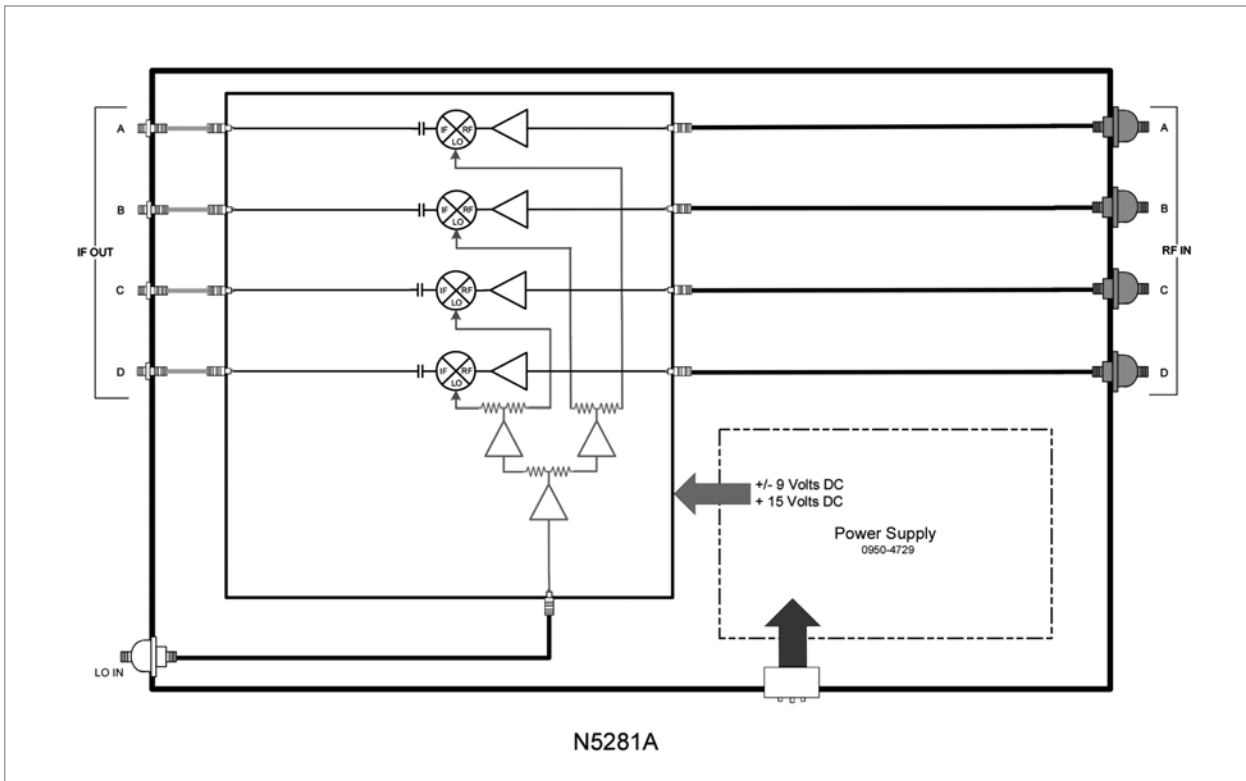 A
IF
RF
LO
A
B
IF
RF
LO
B
IF OUT
RF IN
C
IF
RF
LO
C
D
IF
RF
LO
D
+/- 9 Volts DC
+ 15 Volts DC
Power Supply
0950-4729
LO IN
N5281A